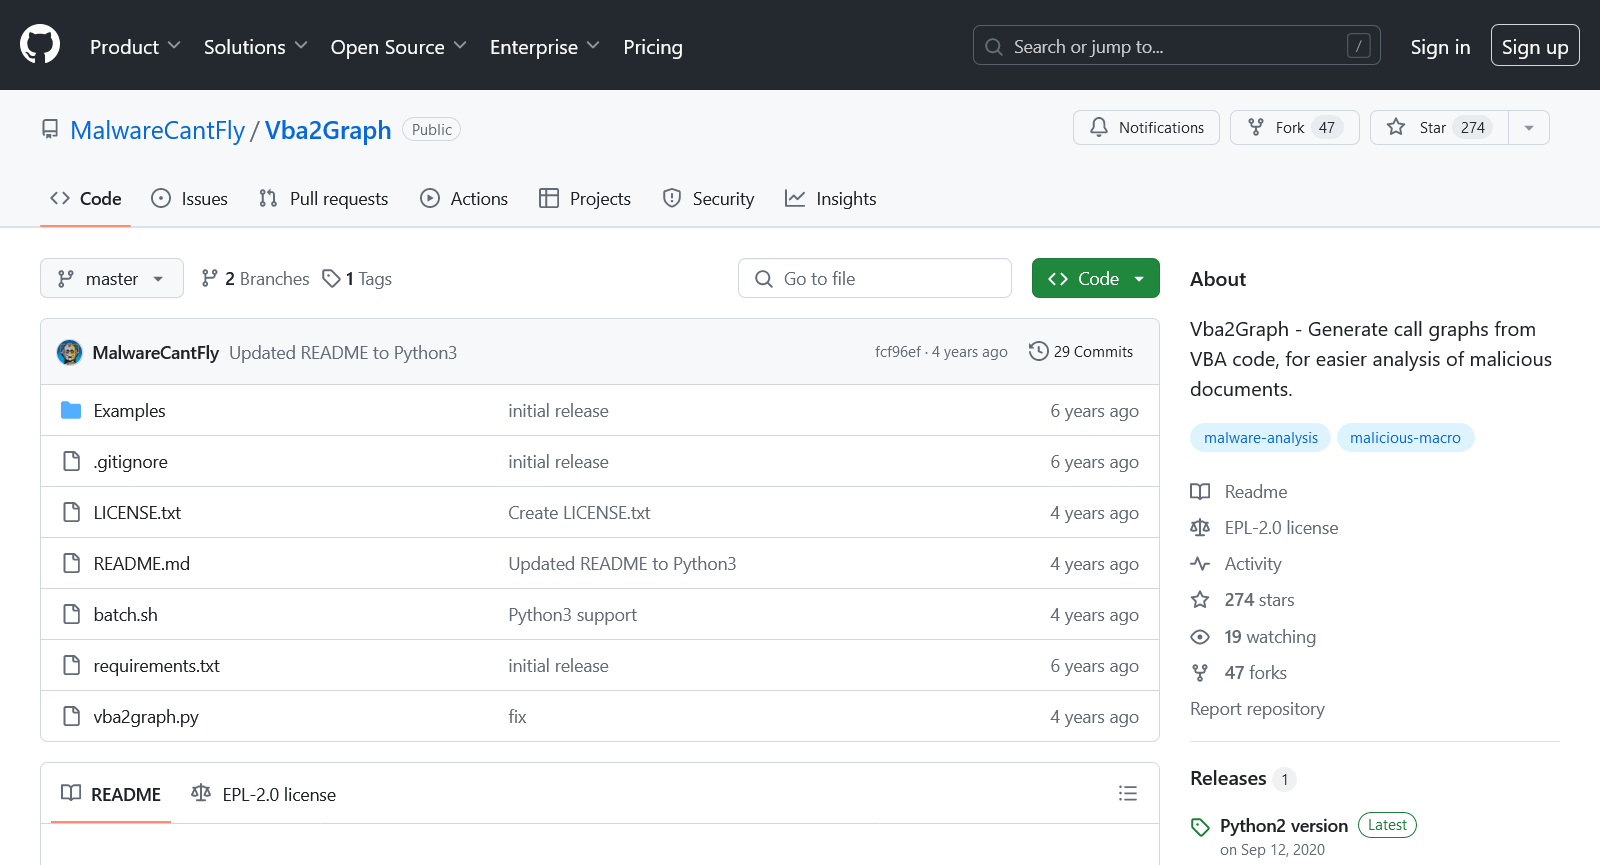 Product Solutions Open Source Enterprise Pricing Search or jump to... / Sign in Sign up
MalwareCantFly / Vba2Graph Public Notifications Fork 47 Star 274
Code Issues Pull requests Actions Projects Security Insights
master 2 Branches 1 Tags Go to file Code
MalwareCantFly Updated README to Python3 fcf96ef · 4 years ago 29 Commits
Examples initial release 6 years ago
.gitignore initial release 6 years ago
LICENSE.txt Create LICENSE.txt 4 years ago
README.md Updated README to Python3 4 years ago
batch.sh Python3 support 4 years ago
requirements.txt initial release 6 years ago
vba2graph.py fix 4 years ago
README EPL-2.0 license
About
Vba2Graph - Generate call graphs from
VBA code, for easier analysis of malicious
documents.
malware-analysis malicious-macro
Readme
EPL-2.0 license
Activity
274 stars
19 watching
47 forks
Report repository
Releases 1
Python2 version Latest
on Sep 12, 2020